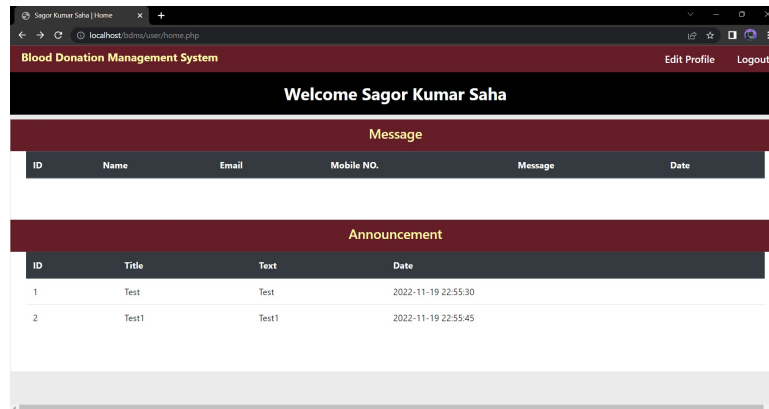 Sagor Kumar Saha | Home
localhost/bdms/user/home.php
Blood Donation Management System Edit Profile Logout
Welcome Sagor Kumar Saha
Message
ID Name Email Mobile NO. Message Date
Announcement
ID Title Text Date
1 Test Test 2022-11-19 22:55:30
2 Test1 Test1 2022-11-19 22:55:45